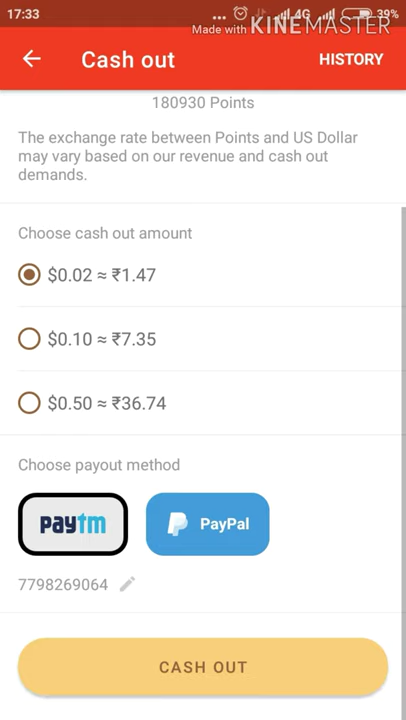 17:33 ... 4G 39%
Made with KINEMASTER
Cash out HISTORY
180930 Points
The exchange rate between Points and US Dollar
may vary based on our revenue and cash out
demands.
Choose cash out amount
$0.02 ≈ ₹1.47
$0.10 ≈ ₹7.35
$0.50 ≈ ₹36.74
Choose payout method
paytm PayPal
7798269064
CASH OUT